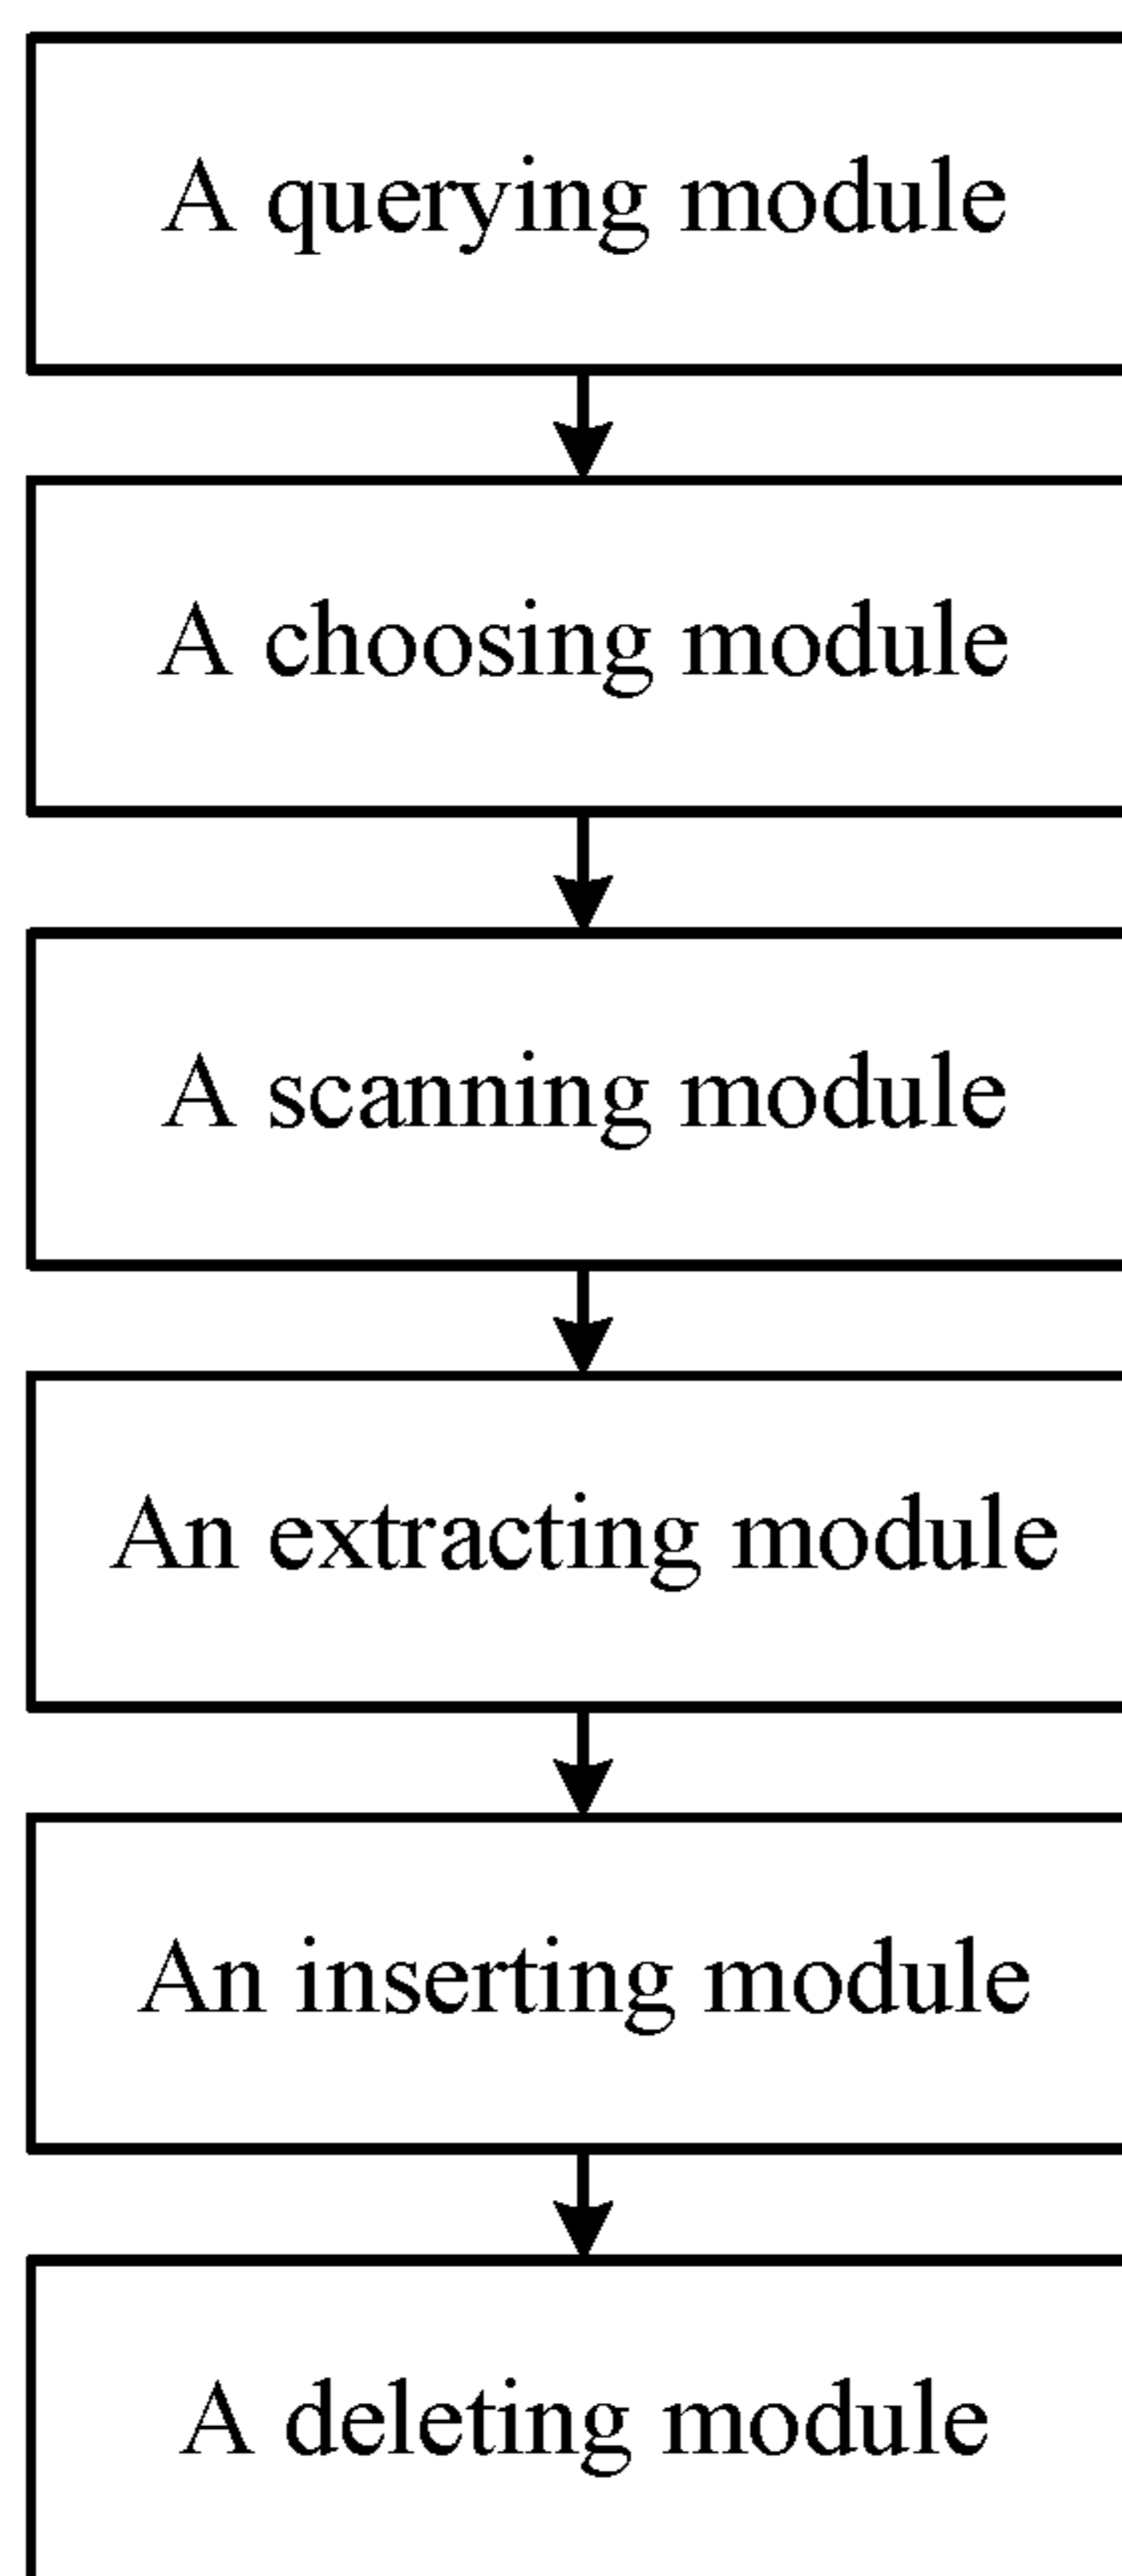 A querying module
A choosing module
A scanning module
An extracting module
An inserting module
A deleting module